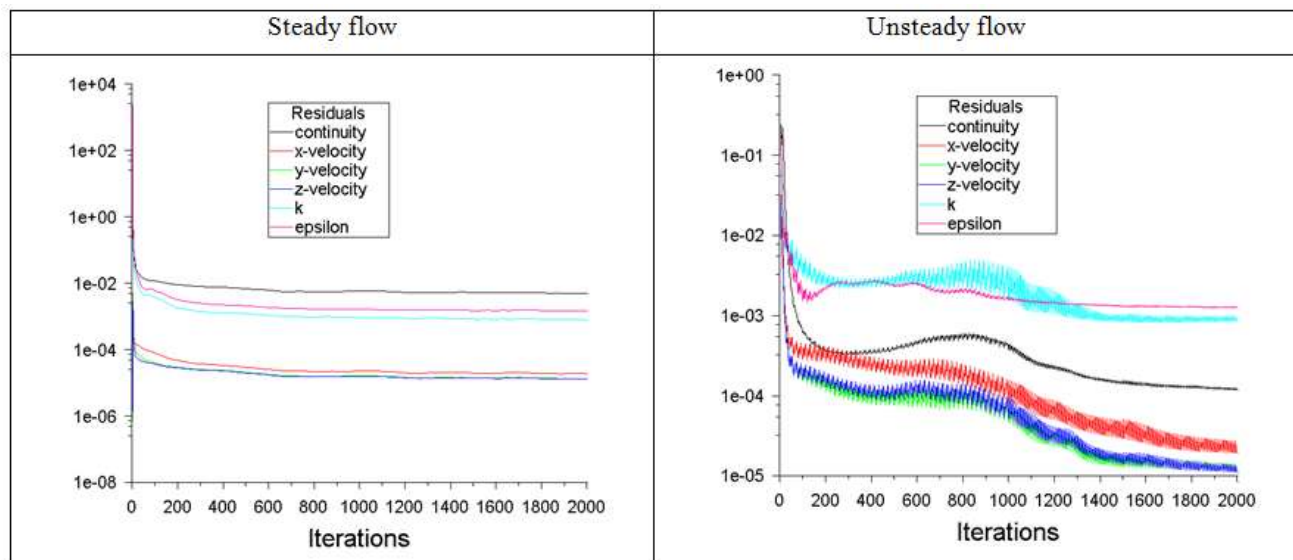 Steady flow
Unsteady flow
1e+04
1e+02
1e+00
1e-02
1e-04
1e-06
1e-08
Residuals
continuity
x-velocity
y-velocity
z-velocity
k
epsilon
0 200 400 600 800 1000 1200 1400 1600 1800 2000
Iterations
1e+00
1e-01
1e-02
1e-03
1e-04
1e-05
Residuals
continuity
x-velocity
y-velocity
z-velocity
k
epsilon
0 200 400 600 800 1000 1200 1400 1600 1800 2000
Iterations